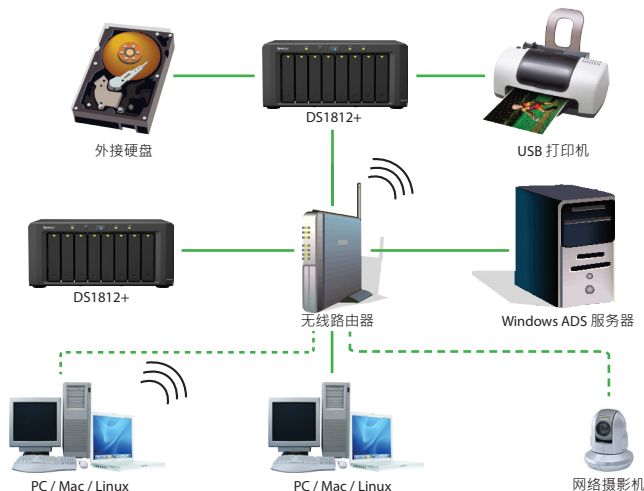 DS1812+
外接硬盘
USB 打印机
DS1812+
无线路由器
Windows ADS 服务器
PC / Mac / Linux
PC / Mac / Linux
网络摄影机